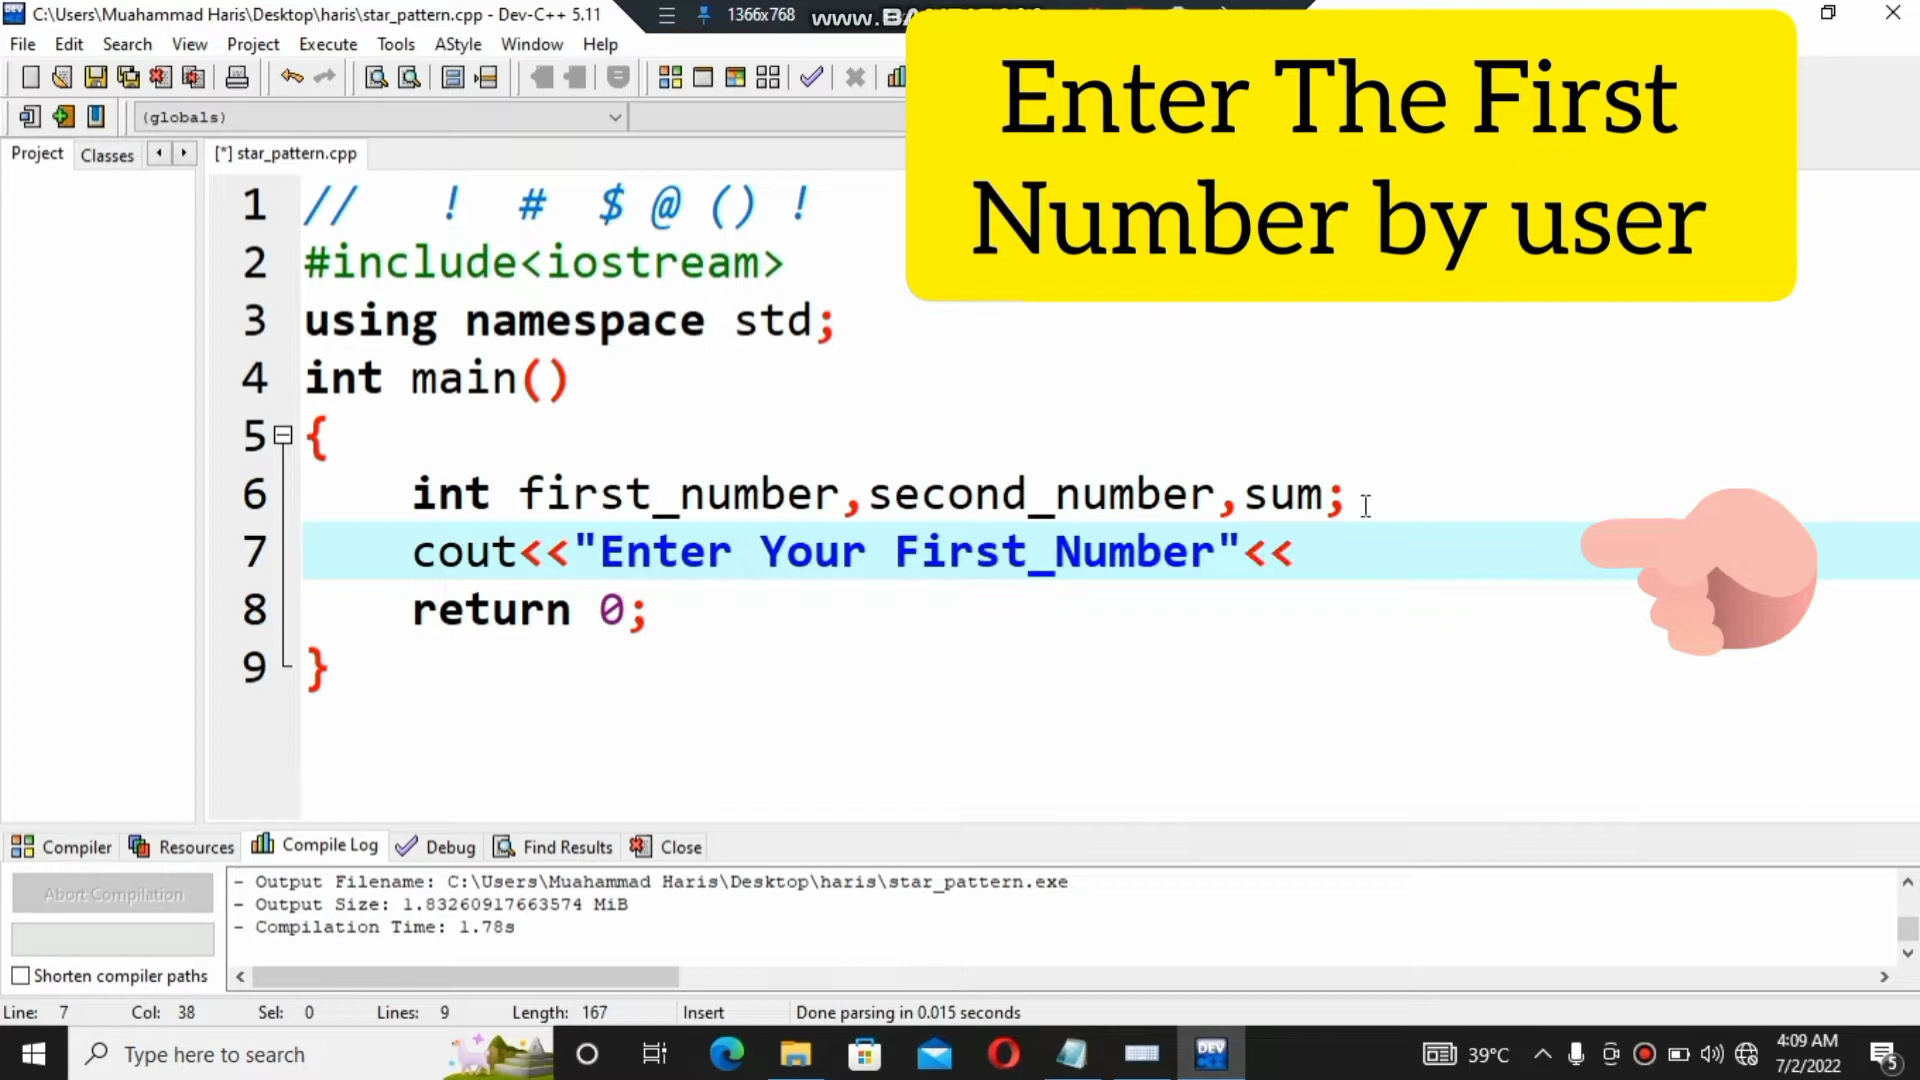 C:\Users\Muahammad Haris\Desktop\haris\star_pattern.cpp - Dev-C++ 5.11
1366x768
File Edit Search View Project Execute Tools AStyle Window Help
Enter The First
Number by user
(globals)
Project Classes [*] star_pattern.cpp
1 // ! # $ @ () !
2 #include<iostream>
3 using namespace std;
4 int main()
5 {
6 int first_number,second_number,sum;
7 cout<<"Enter Your First_Number"<<
8 return 0;
9 }
Compiler Resources Compile Log Debug Find Results Close
Abort Compilation
- Output Filename: C:\Users\Muahammad Haris\Desktop\haris\star_pattern.exe
- Output Size: 1.83260917663574 MiB
- Compilation Time: 1.78s
Shorten compiler paths
Line: 7 Col: 38 Sel: 0 Lines: 9 Length: 167 Insert Done parsing in 0.015 seconds
Type here to search
DEV
39°C
4:09 AM
7/2/2022
5